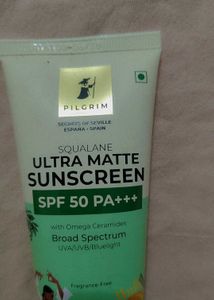 PILGRIM
SECRETS OF SEVILLE
ESPAÑA • SPAIN
SQUALANE
ULTRA MATTE
SUNSCREEN
SPF 50 PA+++
with Omega Ceramides
Broad Spectrum
UVA/UVB/Bluelight
Fragrance-Free